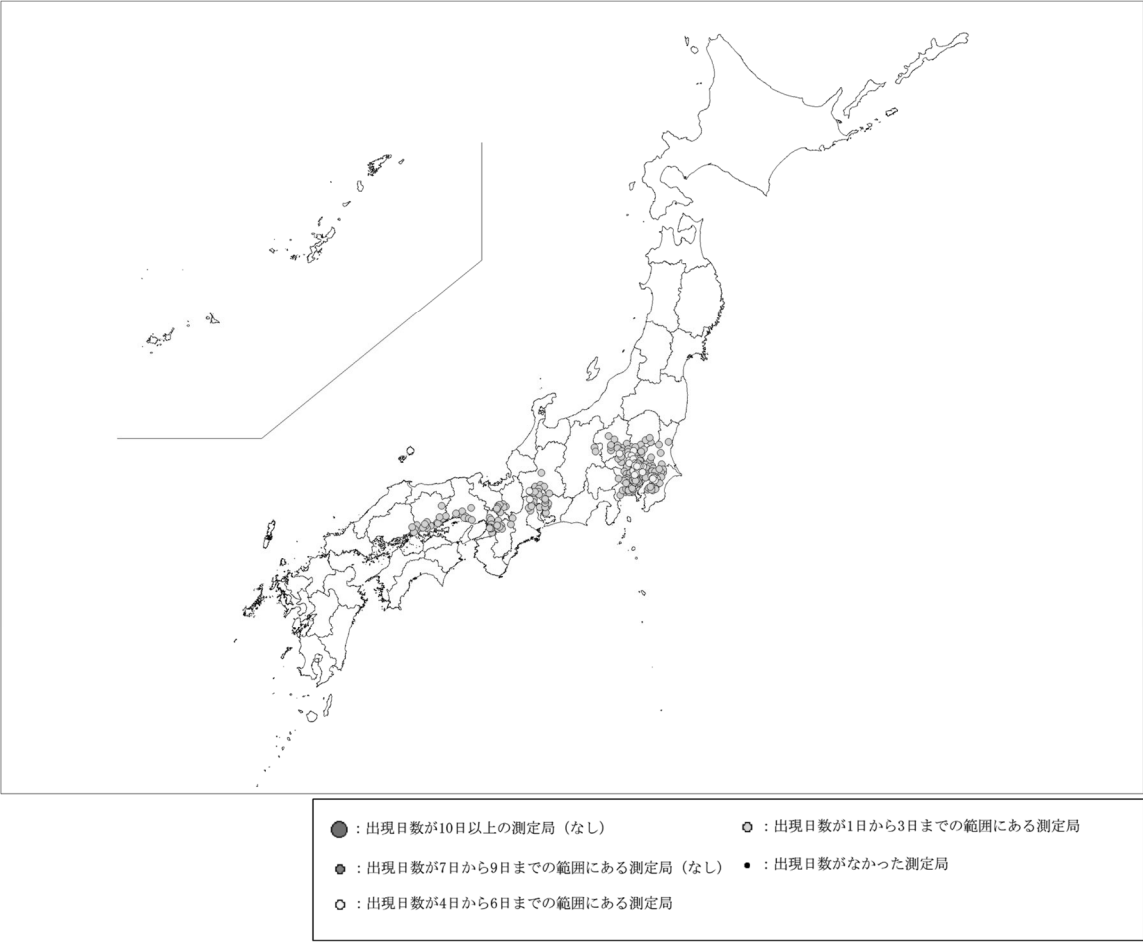 ：出現日数が10日以上の測定局（なし）
：出現日数が7日から9日までの範囲にある測定局（なし）
：出現日数が4日から6日までの範囲にある測定局
：出現日数が1日から3日までの範囲にある測定局
：出現日数がなかった測定局